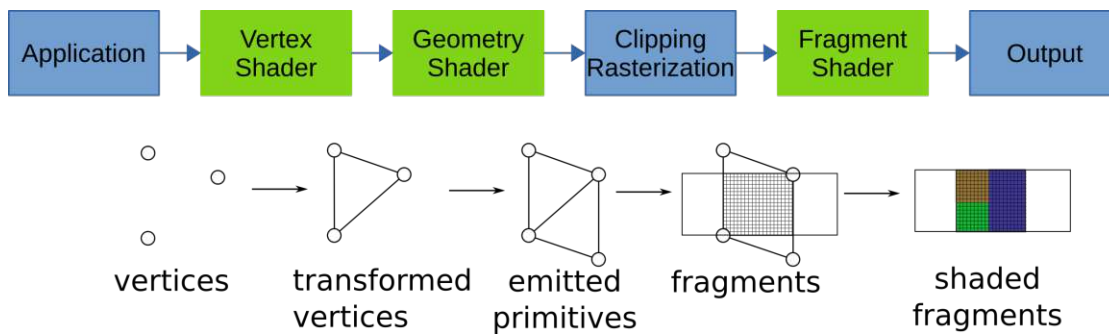 Application
Vertex
Shader
Geometry
Shader
Clipping
Rasterization
Fragment
Shader
Output
vertices
transformed
vertices
emitted
primitives
fragments
shaded
fragments